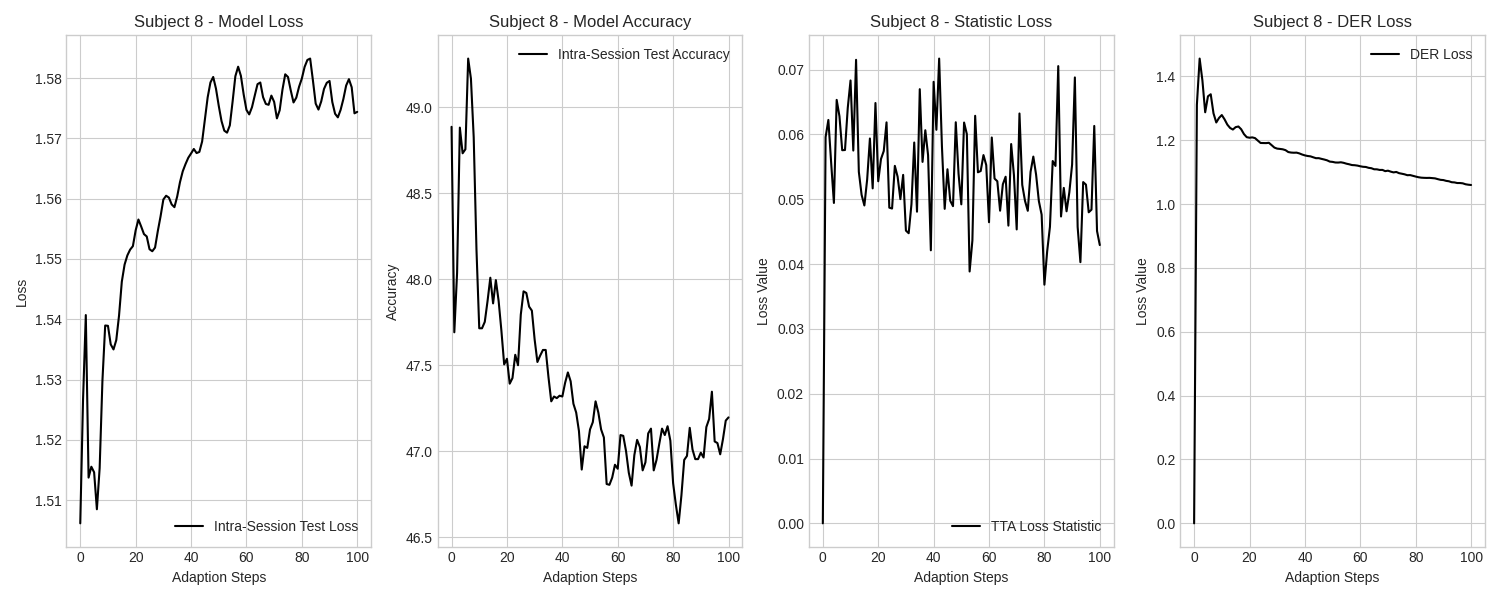 Subject 8 - Model Loss
Loss
1.58
1.57
1.56
1.55
1.54
1.53
1.52
1.51
Intra-Session Test Loss
0 20 40 60 80 100
Adaption Steps
Subject 8 - Model Accuracy
Accuracy
Intra-Session Test Accuracy
49.0
48.5
48.0
47.5
47.0
46.5
0 20 40 60 80 100
Adaption Steps
Subject 8 - Statistic Loss
Loss Value
0.07
0.06
0.05
0.04
0.03
0.02
0.01
0.00
TTA Loss Statistic
0 20 40 60 80 100
Adaption Steps
Subject 8 - DER Loss
Loss Value
DER Loss
1.4
1.2
1.0
0.8
0.6
0.4
0.2
0.0
0 20 40 60 80 100
Adaption Steps